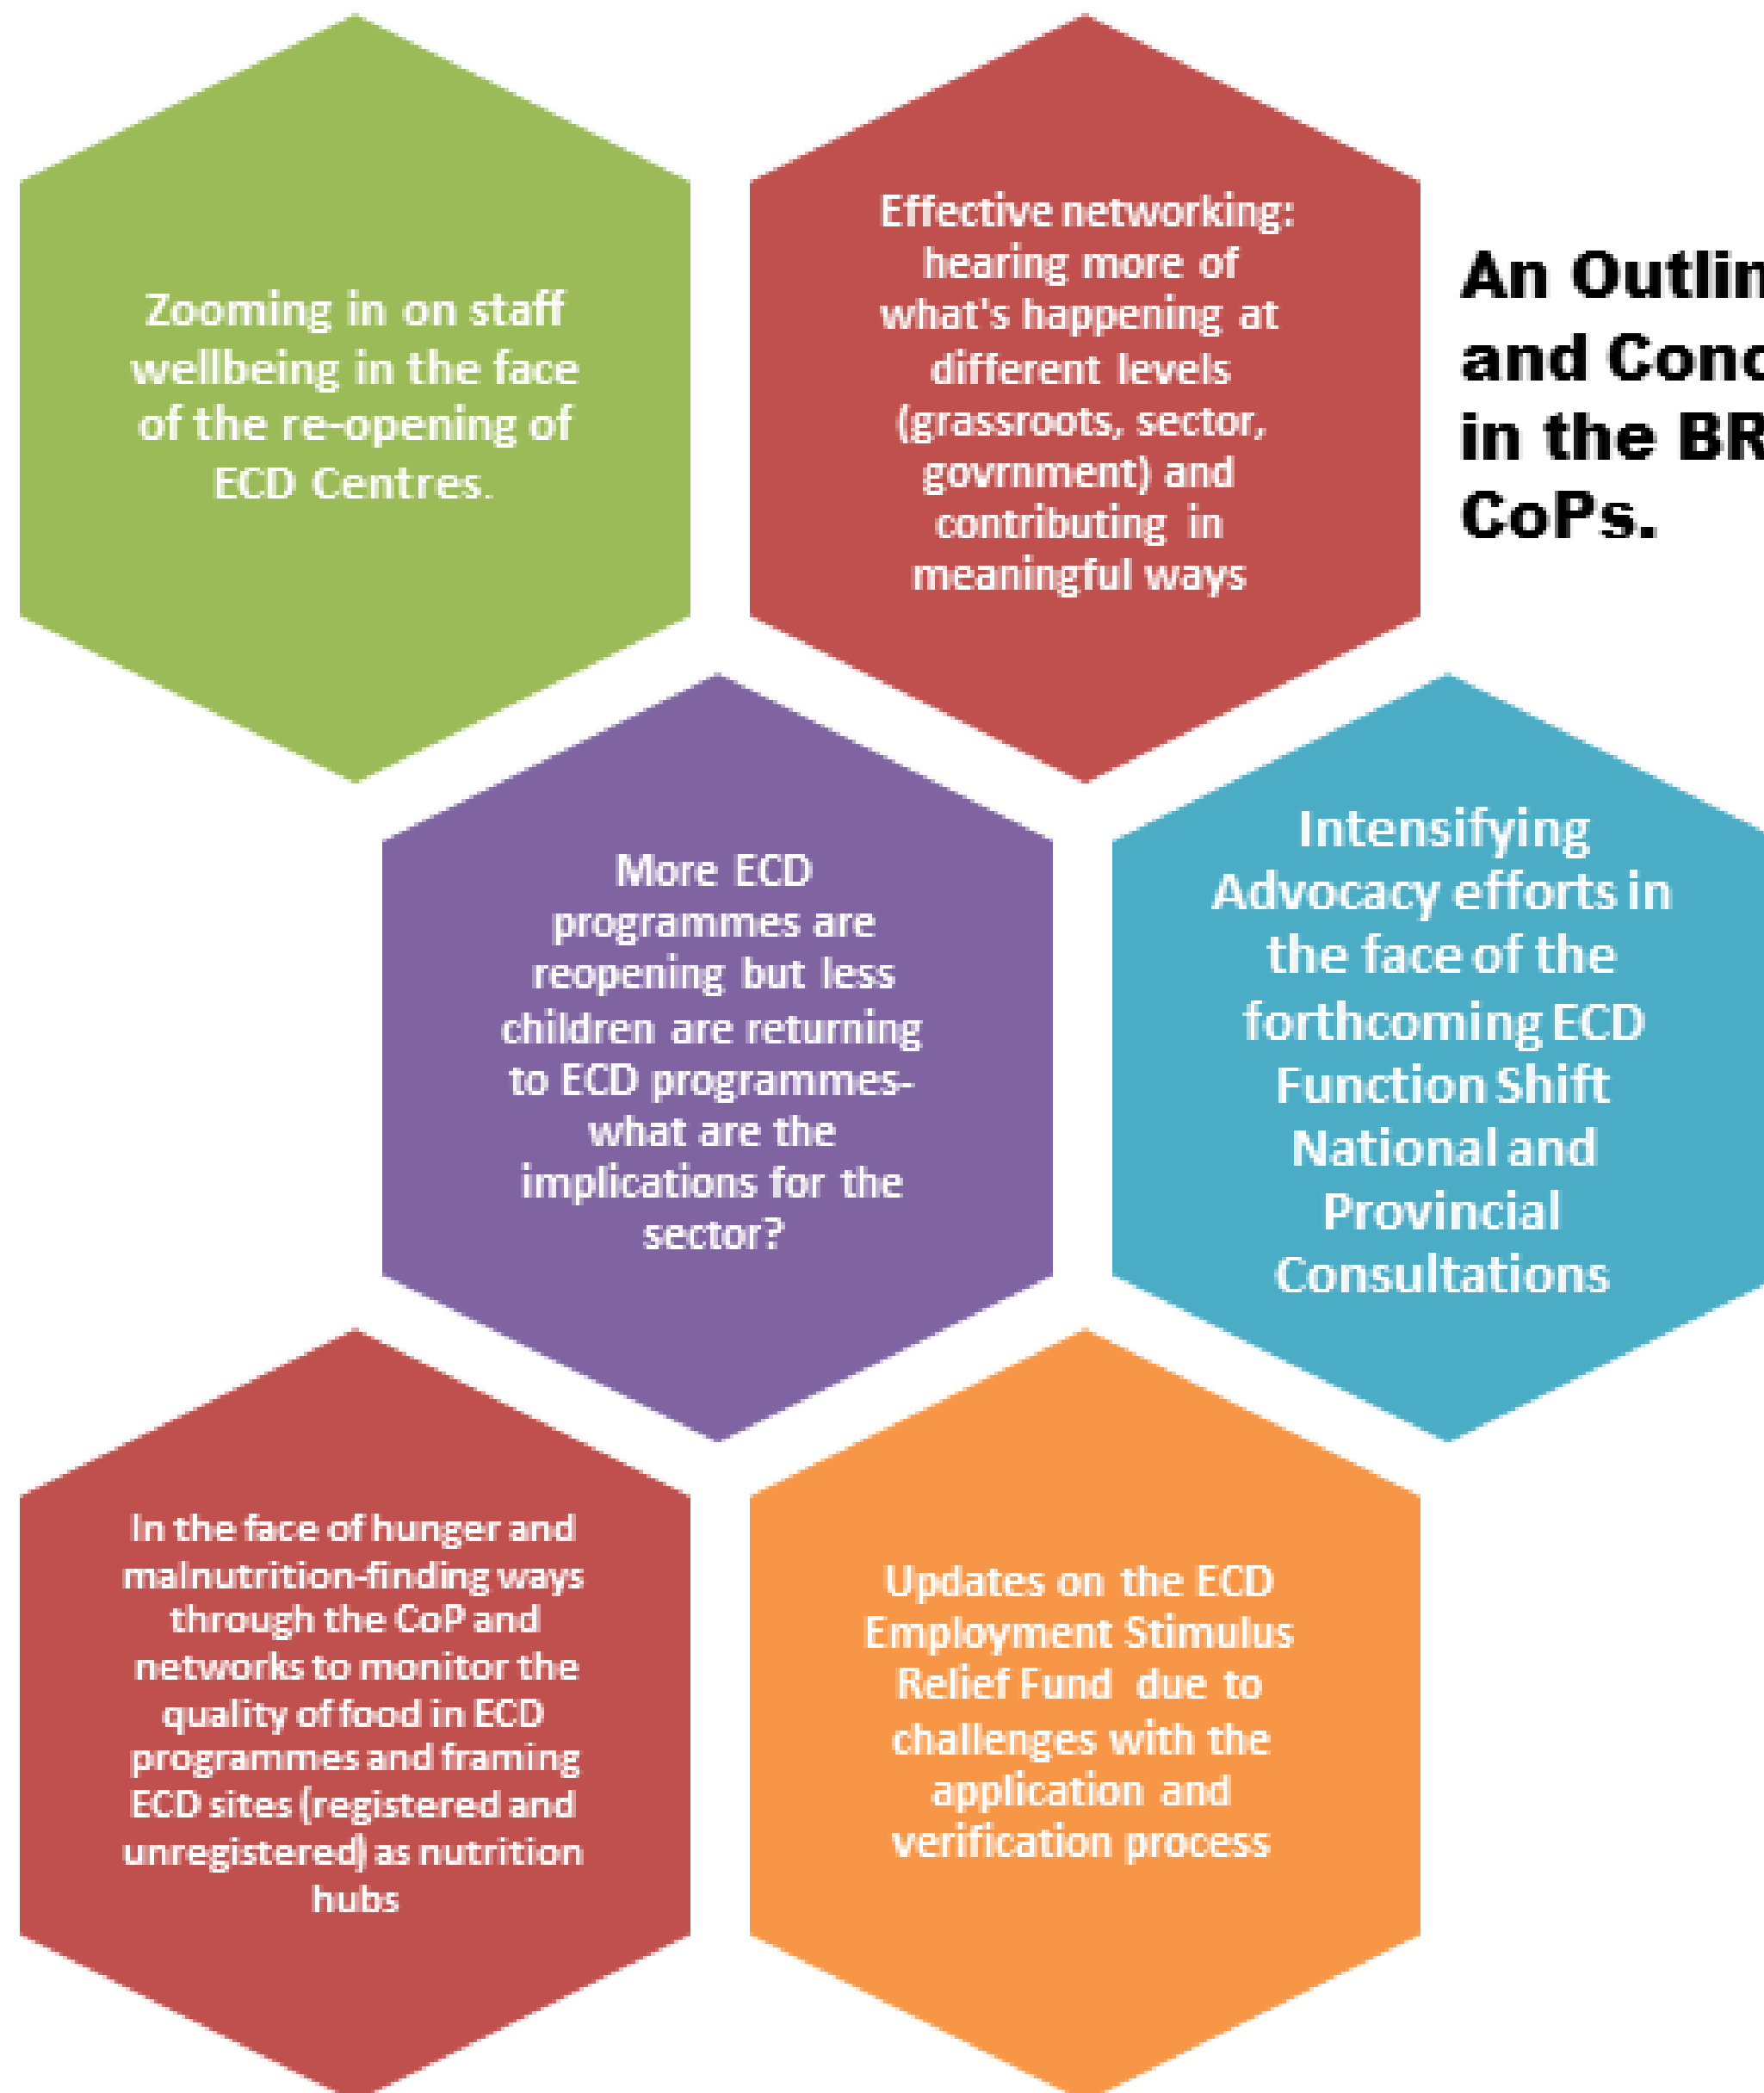 Zooming in on staff
wellbeing in the face
of the re-opening of
ECD Centres.
Effective networking:
hearing more of
what's happening at
different levels
(grassroots, sector,
govrnment) and
contributing in
meaningful ways
An Outlin
and Conc
in the BR
CoPs.
More ECD
programmes are
reopening but less
children are returning
to ECD programmes-
what are the
implications for the
sector?
Intensifying
Advocacy efforts in
the face of the
forthcoming ECD
Function Shift
National and
Provincial
Consultations
In the face of hunger and
malnutrition-finding ways
through the CoP and
networks to monitor the
quality of food in ECD
programmes and framing
ECD sites (registered and
unregistered) as nutrition
hubs
Updates on the ECD
Employment Stimulus
Relief Fund due to
challenges with the
application and
verification process